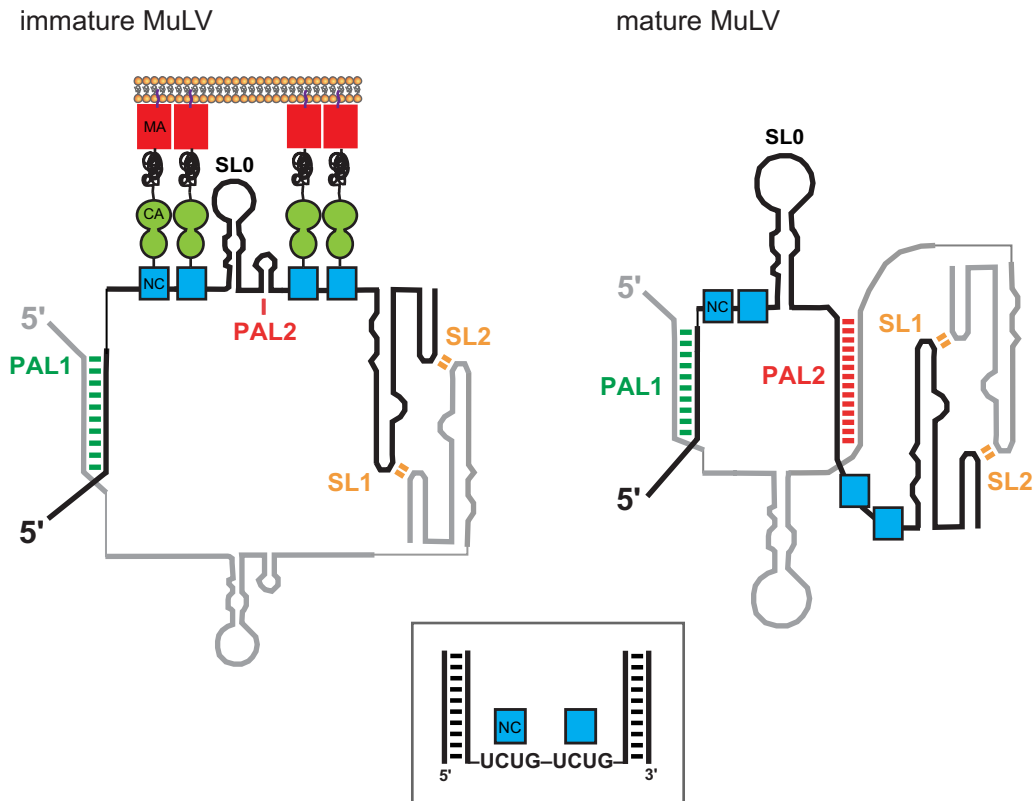 immature MuLV
mature MuLV
MA
SL0
CA
NC
PAL2
5'
PAL1
SL2
SL1
5'
SL0
5'
NC
SL1
PAL1
PAL2
SL2
5'
NC
–UCUG–UCUG–
5'
3'